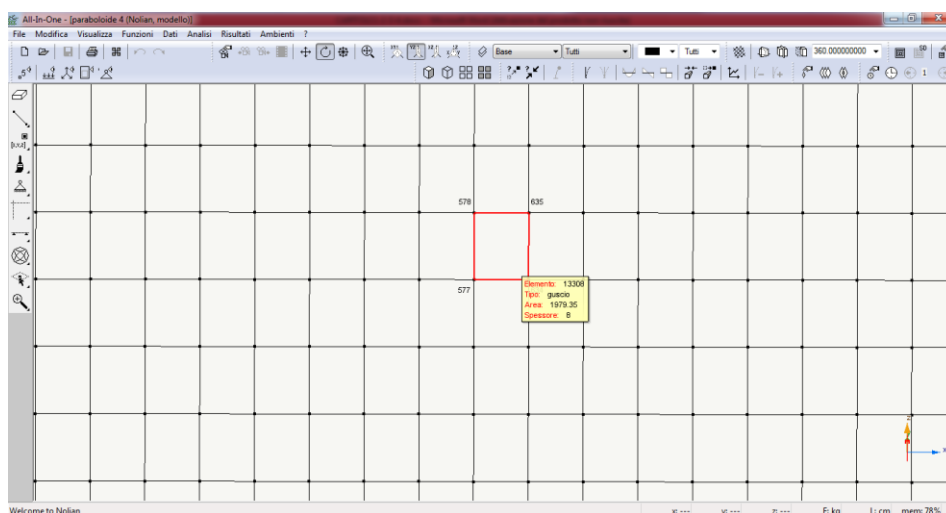 All-In-One - [paraboloide 4 (Nolian, modello)]
File Modifica Visualizza Funzioni Dati Analisi Risultati Ambienti ?
Base Tutti Tutti 360.000000000
1
578 635
577
Elemento: 13308
Tipo: guscio
Area: 1979.35
Spessore: 8
z
x
Welcome to Nolian x: --- y: --- z: --- F: kg L: cm mem: 78%